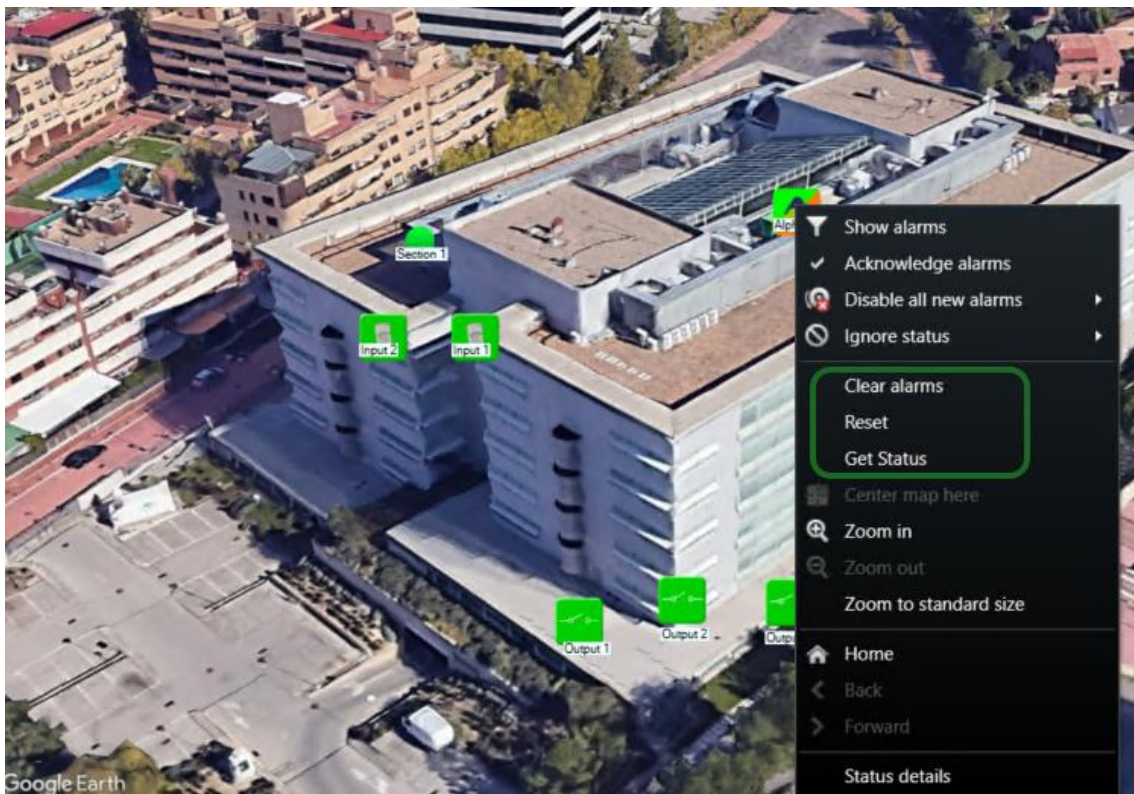 Section 1
Input 2
Input 1
Output 1
Output 2
Show alarms
Acknowledge alarms
Disable all new alarms
Ignore status
Clear alarms
Reset
Get Status
Center map here
Zoom in
Zoom out
Zoom to standard size
Home
Back
Forward
Status details
Google Earth